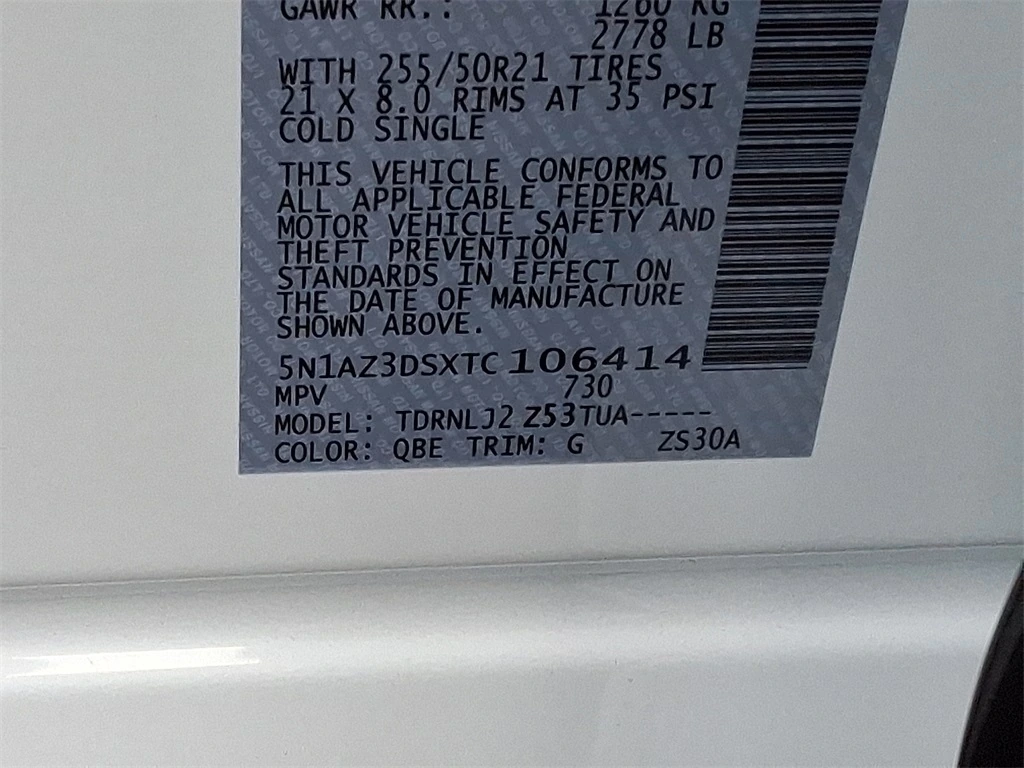 GAWR RR.: 1260 KG
2778 LB
WITH 255/50R21 TIRES
21 X 8.0 RIMS AT 35 PSI
COLD SINGLE
THIS VEHICLE CONFORMS TO
ALL APPLICABLE FEDERAL
MOTOR VEHICLE SAFETY AND
THEFT PREVENTION
STANDARDS IN EFFECT ON
THE DATE OF MANUFACTURE
SHOWN ABOVE.
5N1AZ3DSXTC106414
MPV 730
MODEL: TDRNLJ2 Z53TUA-----
COLOR: QBE TRIM: G ZS30A